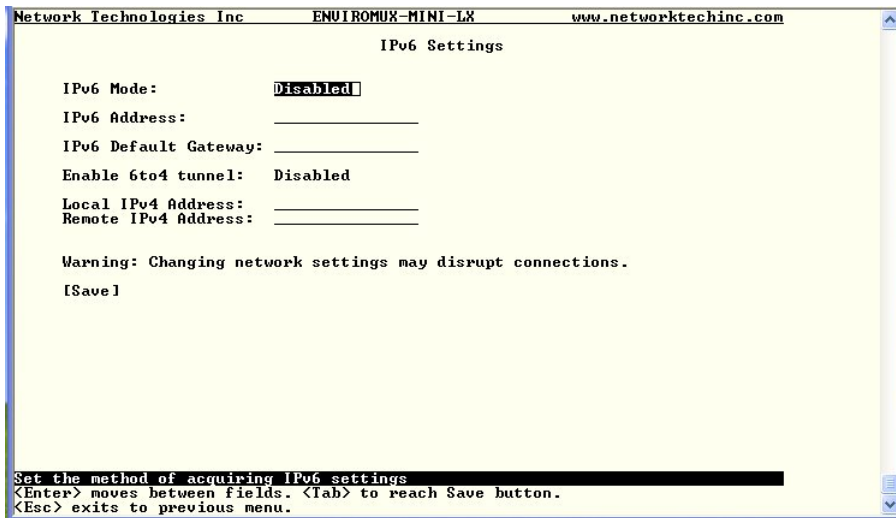 Network Technologies Inc ENVIROMUX-MINI-LX www.networktechinc.com
IPv6 Settings
IPv6 Mode: Disabled
IPv6 Address:
IPv6 Default Gateway:
Enable 6to4 tunnel: Disabled
Local IPv4 Address:
Remote IPv4 Address:
Warning: Changing network settings may disrupt connections.
[Save]
Set the method of acquiring IPv6 settings
<Enter> moves between fields. <Tab> to reach Save button.
<Esc> exits to previous menu.